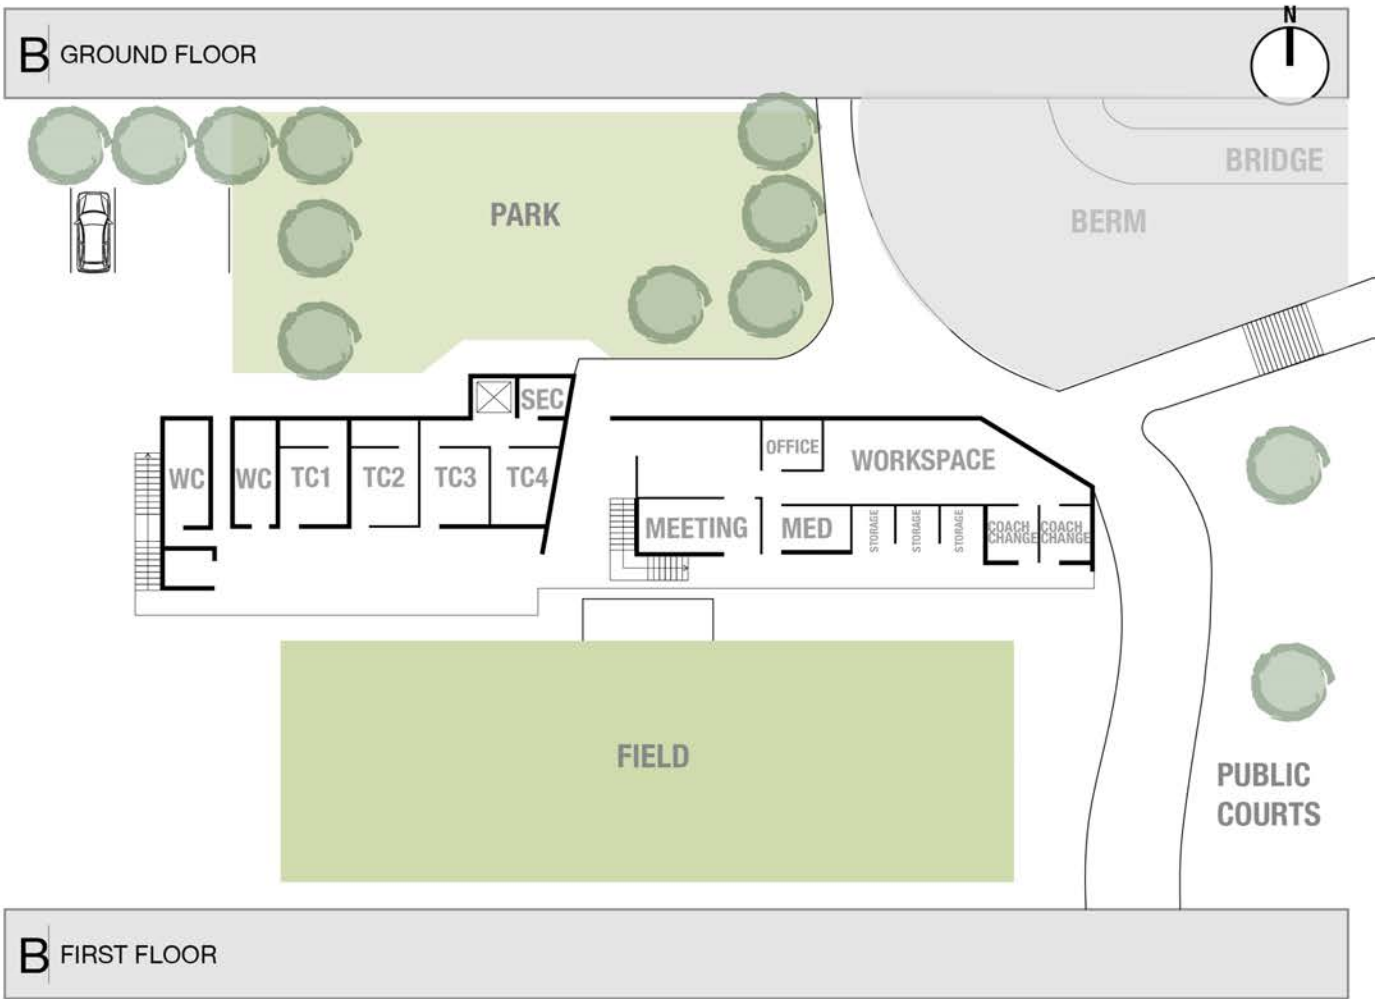 N
B GROUND FLOOR
BRIDGE
PARK
BERM
SEC
OFFICE
WORKSPACE
WC
WC
TC1
TC2
TC3
TC4
MEETING
MED
STORAGE
STORAGE
STORAGE
COACH
CHANGE
COACH
CHANGE
FIELD
PUBLIC
COURTS
B FIRST FLOOR